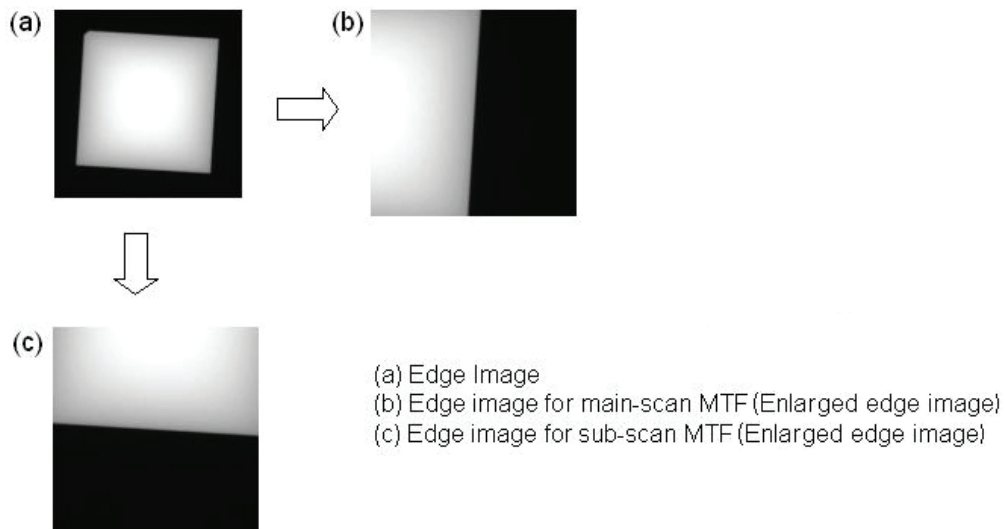 (a)
(b)
(c)
(a) Edge Image
(b) Edge image for main-scan MTF(Enlarged edge image)
(c) Edge image for sub-scan MTF(Enlarged edge image)